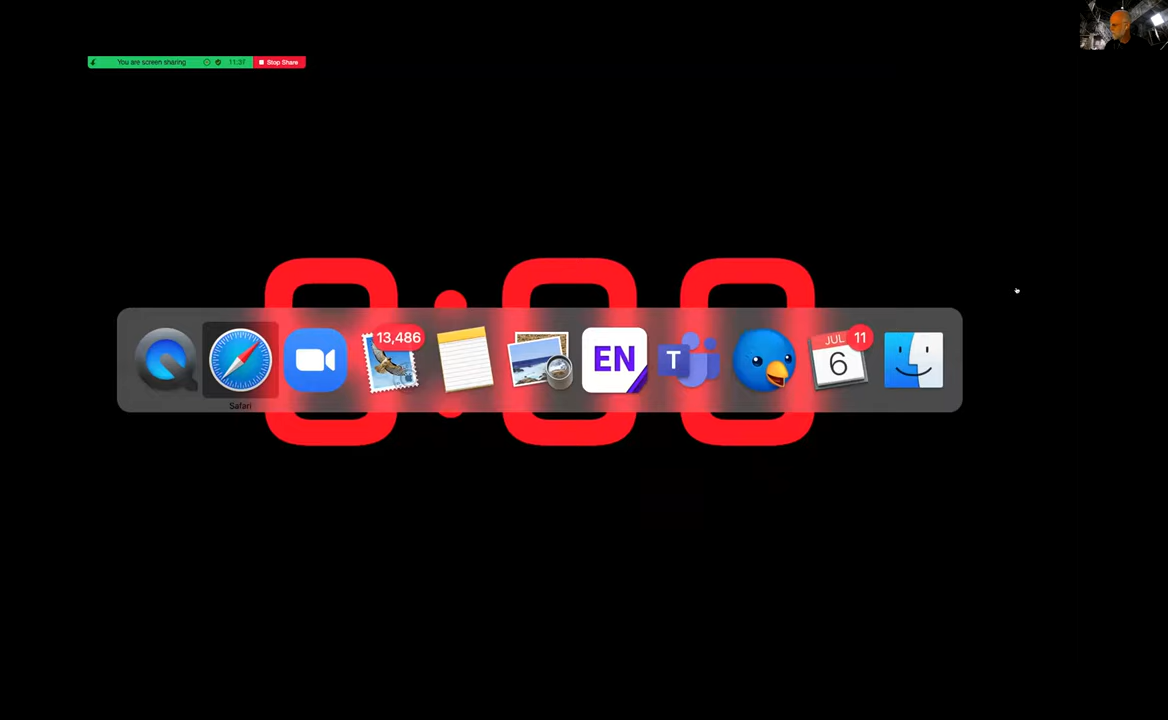 You are screen sharing 11:37 Stop Share
0:00
13,486
EN
T
JUL 11
6
Safari